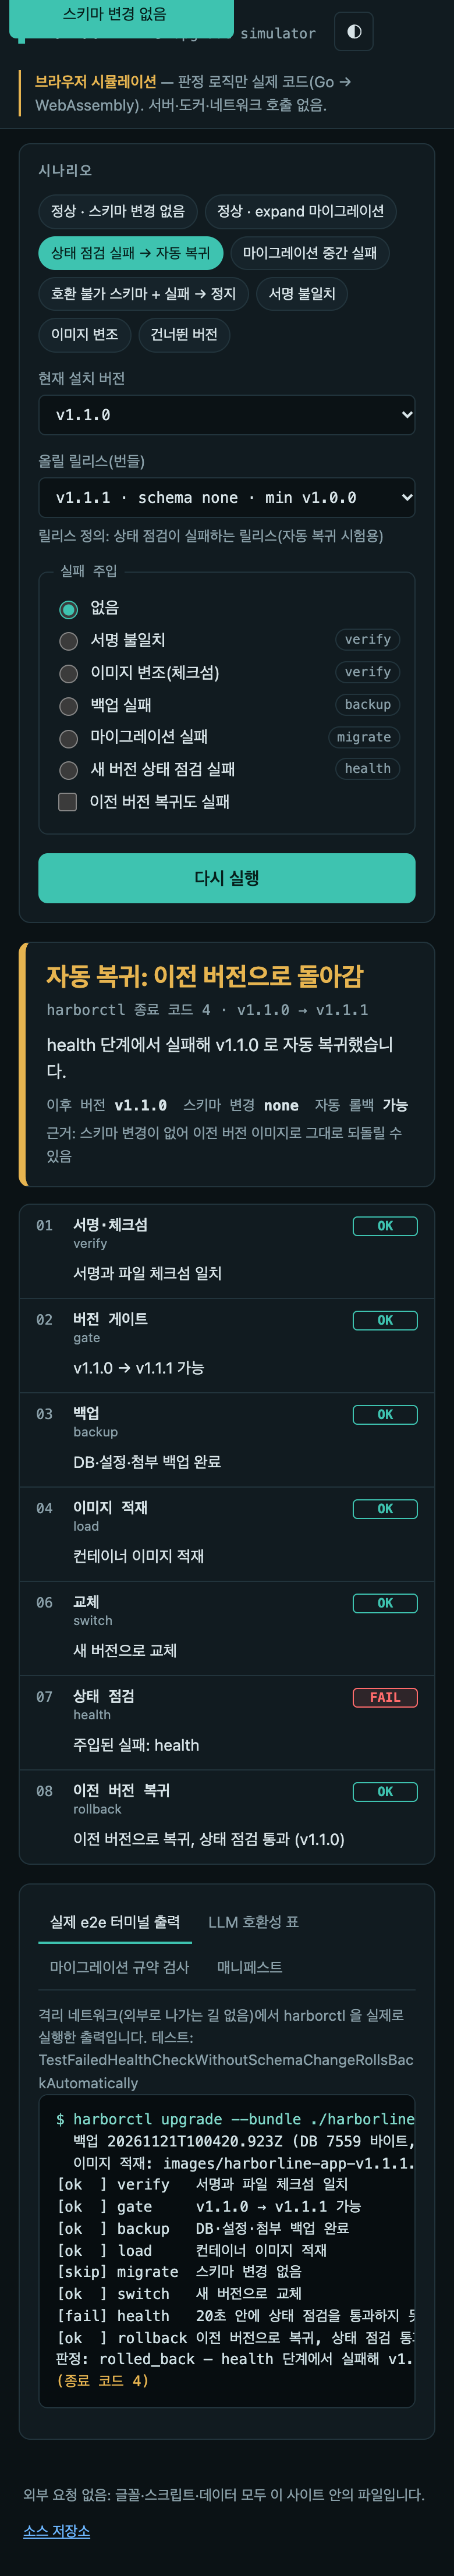 스키마 변경 없음
simulator
브라우저 시뮬레이션 — 판정 로직만 실제 코드(Go →
WebAssembly). 서버·도커·네트워크 호출 없음.
시나리오
정상 · 스키마 변경 없음
정상 · expand 마이그레이션
상태 점검 실패 → 자동 복귀
마이그레이션 중간 실패
호환 불가 스키마 + 실패 → 정지
서명 불일치
이미지 변조
건너뛴 버전
현재 설치 버전
v1.1.0
올릴 릴리스(번들)
v1.1.1 · schema none · min v1.0.0
릴리스 정의: 상태 점검이 실패하는 릴리스(자동 복귀 시험용)
실패 주입
없음
서명 불일치 verify
이미지 변조(체크섬) verify
백업 실패 backup
마이그레이션 실패 migrate
새 버전 상태 점검 실패 health
이전 버전 복귀도 실패
다시 실행
자동 복귀: 이전 버전으로 돌아감
harborctl 종료 코드 4 · v1.1.0 → v1.1.1
health 단계에서 실패해 v1.1.0 로 자동 복귀했습니
다.
이후 버전 v1.1.0 스키마 변경 none 자동 롤백 가능
근거: 스키마 변경이 없어 이전 버전 이미지로 그대로 되돌릴 수
있음
01 서명·체크섬 OK
verify
서명과 파일 체크섬 일치
02 버전 게이트 OK
gate
v1.1.0 → v1.1.1 가능
03 백업 OK
backup
DB·설정·첨부 백업 완료
04 이미지 적재 OK
load
컨테이너 이미지 적재
06 교체 OK
switch
새 버전으로 교체
07 상태 점검 FAIL
health
주입된 실패: health
08 이전 버전 복귀 OK
rollback
이전 버전으로 복귀, 상태 점검 통과 (v1.1.0)
실제 e2e 터미널 출력
LLM 호환성 표
마이그레이션 규약 검사
매니페스트
격리 네트워크(외부로 나가는 길 없음)에서 harborctl 을 실제로
실행한 출력입니다. 테스트:
TestFailedHealthCheckWithoutSchemaChangeRollsBac
kAutomatically
$ harborctl upgrade --bundle ./harborline
백업 20261121T100420.923Z (DB 7559 바이트,
이미지 적재: images/harborline-app-v1.1.1.
[ok  ] verify 서명과 파일 체크섬 일치
[ok  ] gate v1.1.0 → v1.1.1 가능
[ok  ] backup DB·설정·첨부 백업 완료
[ok  ] load 컨테이너 이미지 적재
[skip] migrate 스키마 변경 없음
[ok  ] switch 새 버전으로 교체
[fail] health 20초 안에 상태 점검을 통과하지
[ok  ] rollback 이전 버전으로 복귀, 상태 점검
판정: rolled_back — health 단계에서 실패해 v1.
(종료 코드 4)
외부 요청 없음: 글꼴·스크립트·데이터 모두 이 사이트 안의 파일입니다.
소스 저장소